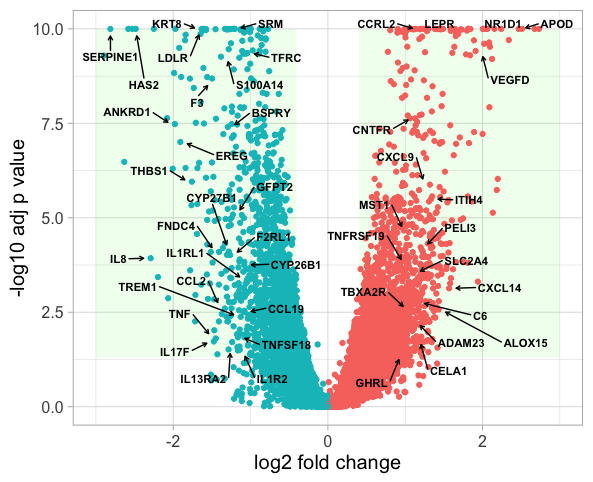 10.0
7.5
5.0
2.5
0.0
-log10 adj p value
KRT8
SRM
CCRL2
LEPR
NR1D1
APOD
SERPINE1
LDLR
TFRC
HAS2
S100A14
VEGFD
F3
ANKRD1
BSPRY
CNTFR
EREG
CXCL9
THBS1
GFPT2
CYP27B1
MST1
ITIH4
FNDC4
F2RL1
TNFRSF19
PELI3
IL8
IL1RL1
CYP26B1
SLC2A4
CCL2
TREM1
TBXA2R
CXCL14
TNF
CCL19
C6
IL17F
TNFSF18
ADAM23
ALOX15
IL13RA2
IL1R2
GHRL
CELA1
-2
0
2
log2 fold change